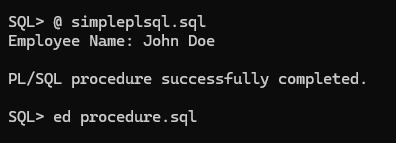 SQL> @ simpleplsql.sql
Employee Name: John Doe
PL/SQL procedure successfully completed.
SQL> ed procedure.sql